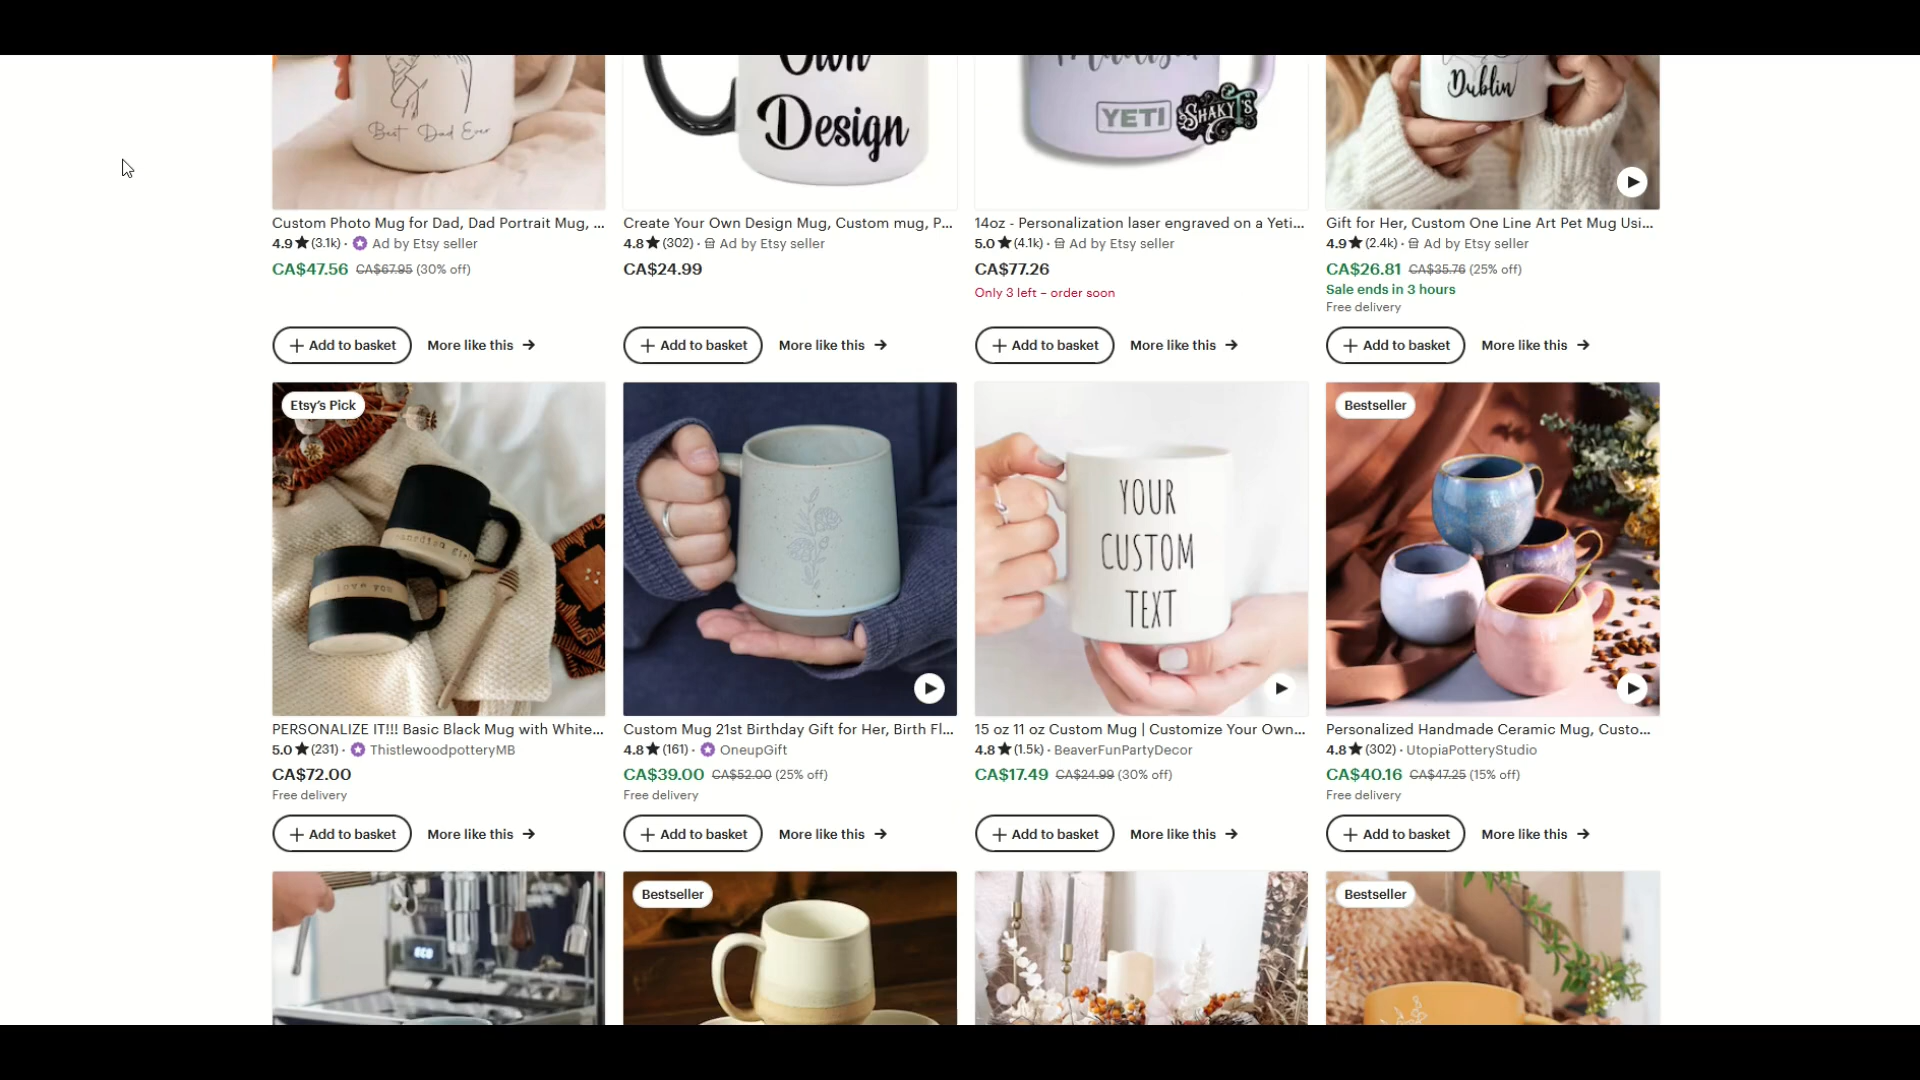 Own
Design
Best Dad Ever
YETI
SHAKYT'S
Dublin
Custom Photo Mug for Dad, Dad Portrait Mug, ...
4.9★(3.1k) · Ad by Etsy seller
CA$47.56 CA$67.95 (30% off)
Create Your Own Design Mug, Custom mug, P...
4.8★(302) · Ad by Etsy seller
CA$24.99
14oz - Personalization laser engraved on a Yeti...
5.0★(4.1k) · Ad by Etsy seller
CA$77.26
Only 3 left – order soon
Gift for Her, Custom One Line Art Pet Mug Usi...
4.9★(2.4k) · Ad by Etsy seller
CA$26.81 CA$35.76 (25% off)
Sale ends in 3 hours
Free delivery
+ Add to basket More like this →
+ Add to basket More like this →
+ Add to basket More like this →
+ Add to basket More like this →
Etsy's Pick
love you
PERSONALIZE IT!!! Basic Black Mug with White...
5.0★(231) · ThistlewoodpotteryMB
CA$72.00
Free delivery
Custom Mug 21st Birthday Gift for Her, Birth Fl...
4.8★(161) · OneupGift
CA$39.00 CA$52.00 (25% off)
Free delivery
YOUR
CUSTOM
TEXT
15 oz 11 oz Custom Mug | Customize Your Own...
4.8★(1.5k) · BeaverFunPartyDecor
CA$17.49 CA$24.99 (30% off)
Bestseller
Personalized Handmade Ceramic Mug, Custo...
4.8★(302) · UtopiaPotteryStudio
CA$40.16 CA$47.25 (15% off)
Free delivery
+ Add to basket More like this →
+ Add to basket More like this →
+ Add to basket More like this →
+ Add to basket More like this →
Bestseller
Bestseller